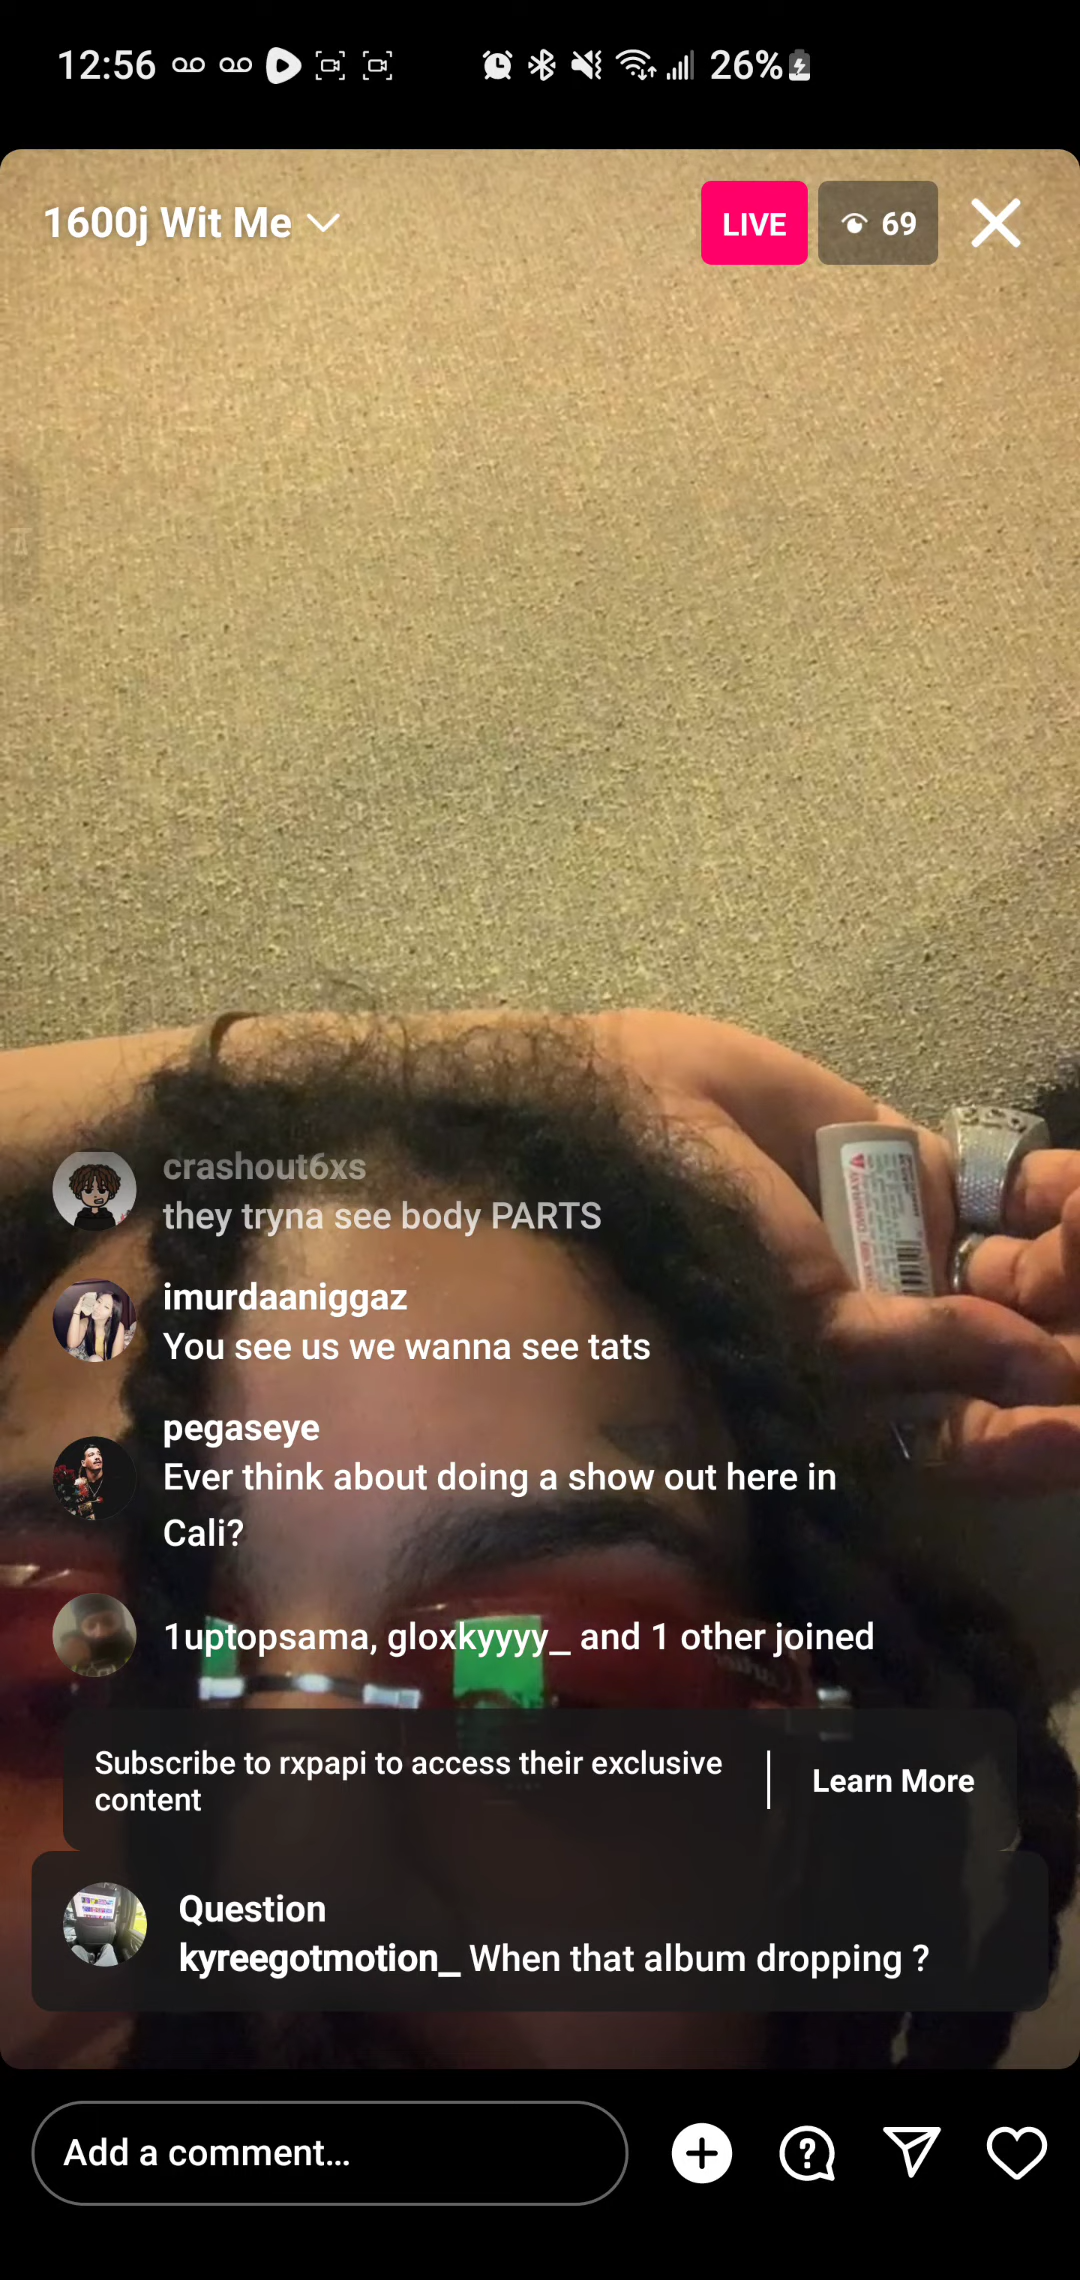 12:56
26%
1600j Wit Me
LIVE
69
crashout6xs
they tryna see body PARTS
imurdaaniggaz
You see us we wanna see tats
pegaseye
Ever think about doing a show out here in
Cali?
1uptopsama, gloxkyyyy_ and 1 other joined
Subscribe to rxpapi to access their exclusive
content
Learn More
Question
kyreegotmotion_ When that album dropping ?
Add a comment...